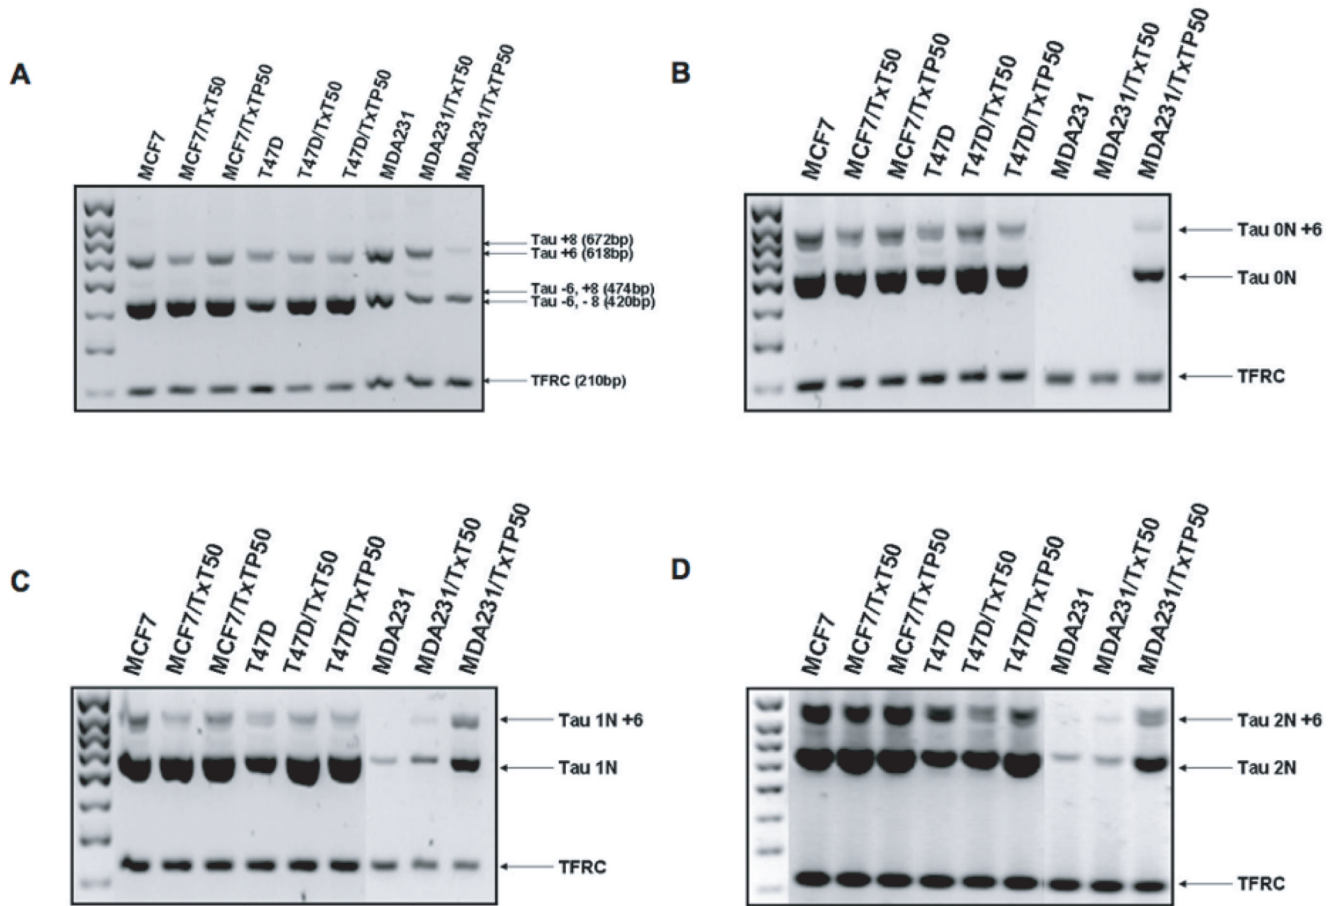 A
MCF7
MCF7/TxT50
MCF7/TxTP50
T47D
T47D/TxT50
T47D/TxTP50
MDA231
MDA231/TxT50
MDA231/TxTP50
Tau +8 (672bp)
Tau +6 (618bp)
Tau -6, +8 (474bp)
Tau -6, - 8 (420bp)
TFRC (210bp)
B
MCF7
MCF7/TxT50
MCF7/TxTP50
T47D
T47D/TxT50
T47D/TxTP50
MDA231
MDA231/TxT50
MDA231/TxTP50
Tau 0N +6
Tau 0N
TFRC
C
MCF7
MCF7/TxT50
MCF7/TxTP50
T47D
T47D/TxT50
T47D/TxTP50
MDA231
MDA231/TxT50
MDA231/TxTP50
Tau 1N +6
Tau 1N
TFRC
D
MCF7
MCF7/TxT50
MCF7/TxTP50
T47D
T47D/TxT50
T47D/TxTP50
MDA231
MDA231/TxT50
MDA231/TxTP50
Tau 2N +6
Tau 2N
TFRC